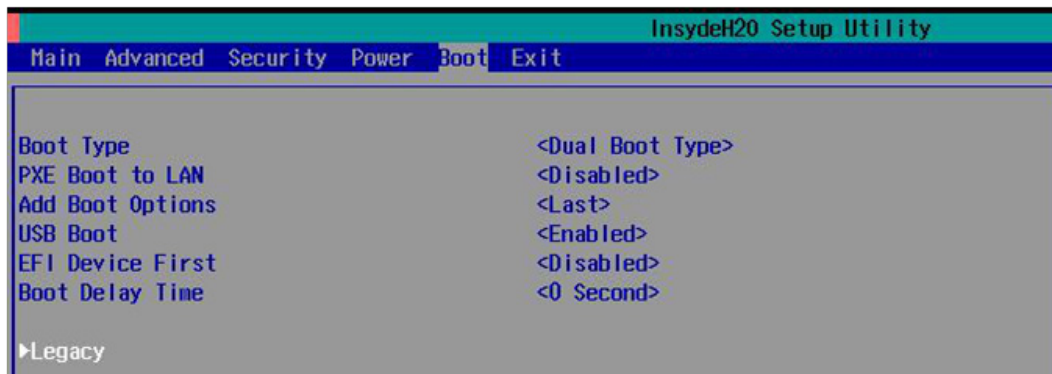 InsydeH20 Setup Utility
Main Advanced Security Power Boot Exit
Boot Type <Dual Boot Type>
PXE Boot to LAN <Disabled>
Add Boot Options <Last>
USB Boot <Enabled>
EFI Device First <Disabled>
Boot Delay Time <0 Second>
▶Legacy